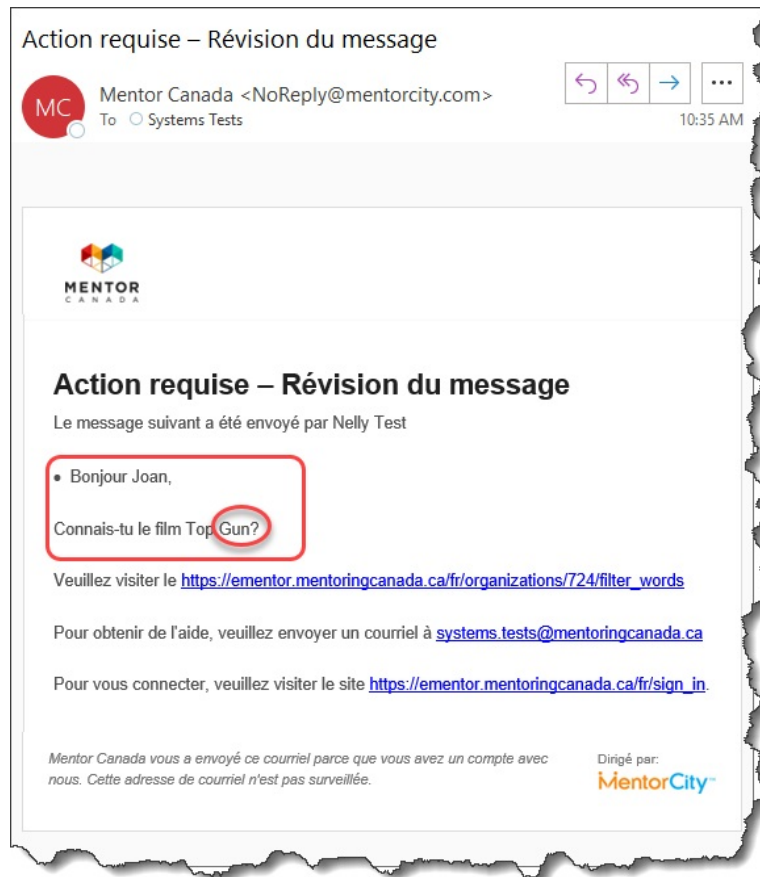 Action requise – Révision du message
MC
Mentor Canada <NoReply@mentorcity.com>
To Systems Tests
10:35 AM
MENTOR
CANADA
Action requise – Révision du message
Le message suivant a été envoyé par Nelly Test
• Bonjour Joan,
Connais-tu le film Top Gun?
Veuillez visiter le https://ementor.mentoringcanada.ca/fr/organizations/724/filter_words
Pour obtenir de l'aide, veuillez envoyer un courriel à systems.tests@mentoringcanada.ca
Pour vous connecter, veuillez visiter le site https://ementor.mentoringcanada.ca/fr/sign_in.
Mentor Canada vous a envoyé ce courriel parce que vous avez un compte avec
nous. Cette adresse de courriel n'est pas surveillée.
Dirigé par:
MentorCity